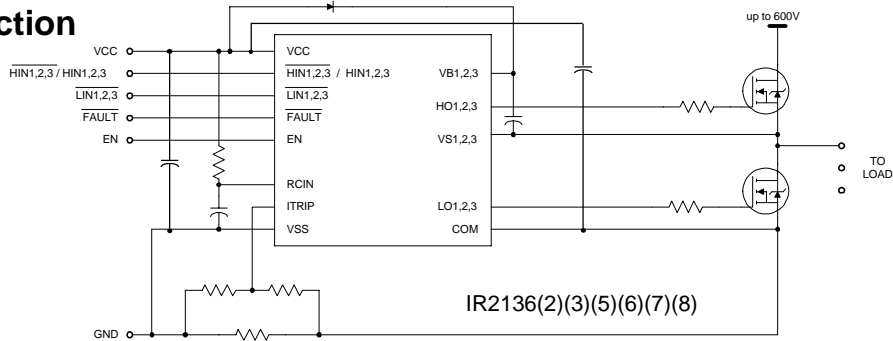 ction
up to 600V
VCC
HIN1,2,3 / HIN1,2,3
LIN1,2,3
FAULT
EN
GND
VCC
HIN1,2,3 / HIN1,2,3
LIN1,2,3
FAULT
EN
RCIN
ITRIP
VSS
VB1,2,3
HO1,2,3
VS1,2,3
LO1,2,3
COM
TO
LOAD
IR2136(2)(3)(5)(6)(7)(8)